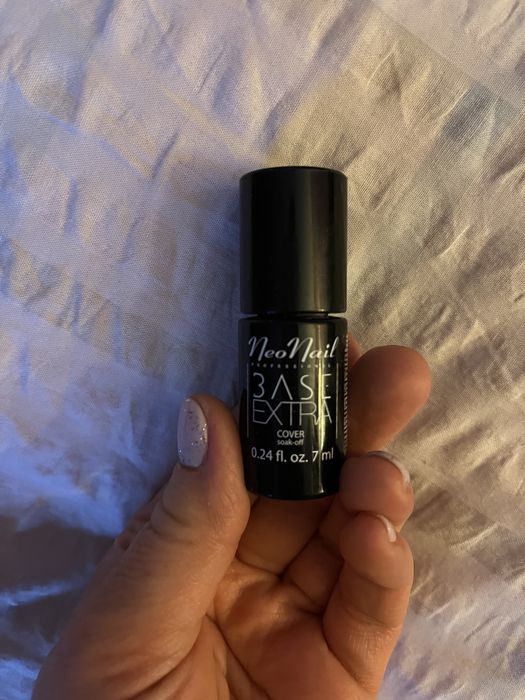 NeoNail
PROFESSIONAL
BASE
EXTRA
COVER
soak-off
0.24 fl. oz. 7 ml